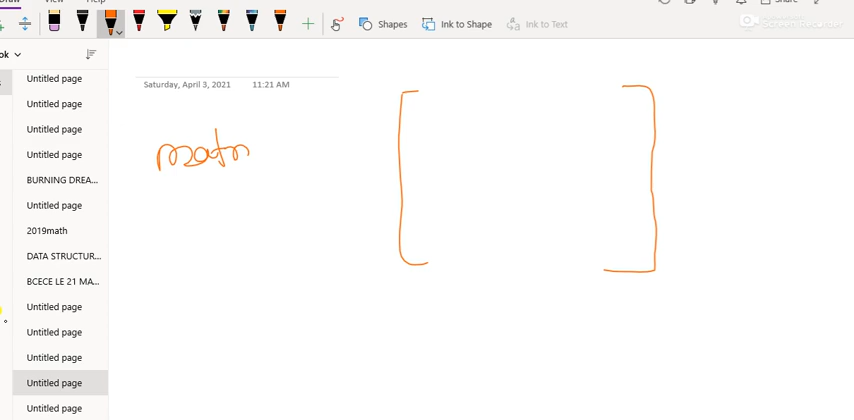 Draw
View
Help
Share
Shapes
Ink to Shape
Ink to Text
Screen Recorder
ok
Saturday, April 3, 2021 11:21 AM
Untitled page
Untitled page
Untitled page
Untitled page
BURNING DREA...
Untitled page
2019math
DATA STRUCTUR...
BCECE LE 21 MA...
Untitled page
Untitled page
Untitled page
Untitled page
Untitled page